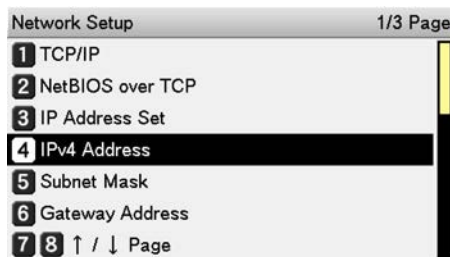 Network Setup 1/3 Page
1 TCP/IP
2 NetBIOS over TCP
3 IP Address Set
4 IPv4 Address
5 Subnet Mask
6 Gateway Address
7 8 ↑ / ↓ Page